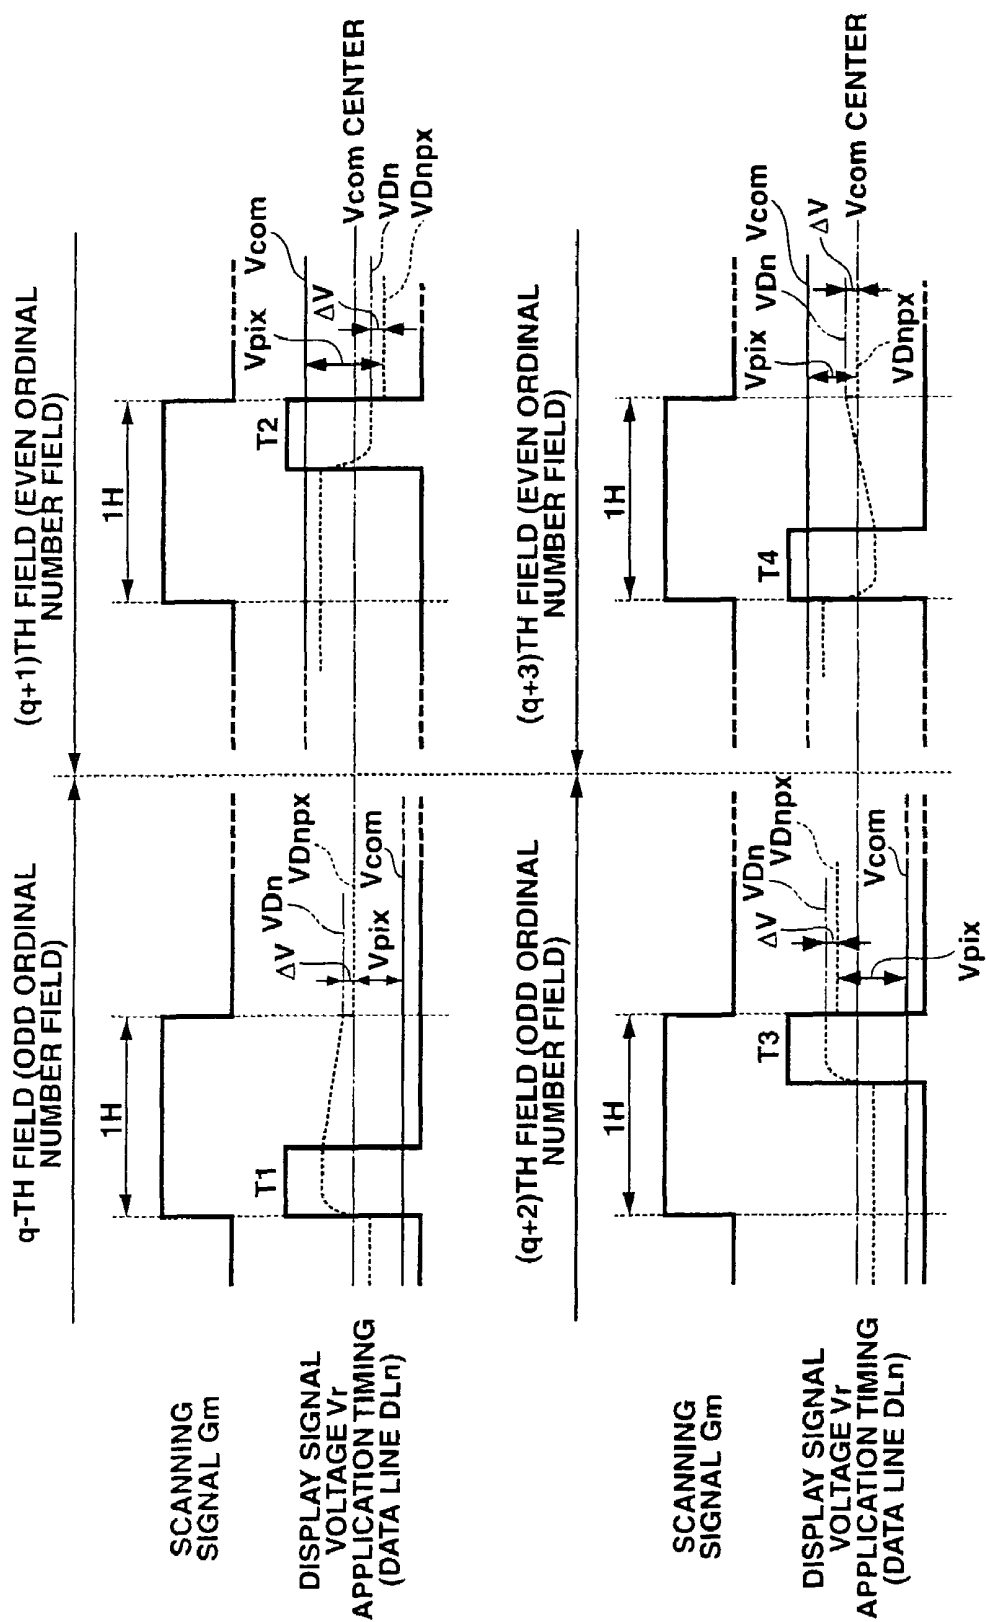 q-TH FIELD (ODD ORDINAL
NUMBER FIELD)
(q+1)TH FIELD (EVEN ORDINAL
NUMBER FIELD)
SCANNING
SIGNAL Gm
1H
1H
DISPLAY SIGNAL
VOLTAGE Vr
APPLICATION TIMING
(DATA LINE DLn)
T1
ΔV
VDn
VDnpx
Vpix
Vcom
T2
Vpix
ΔV
Vcom
Vcom CENTER
VDn
VDnpx
(q+2)TH FIELD (ODD ORDINAL
NUMBER FIELD)
(q+3)TH FIELD (EVEN ORDINAL
NUMBER FIELD)
SCANNING
SIGNAL Gm
1H
1H
DISPLAY SIGNAL
VOLTAGE Vr
APPLICATION TIMING
(DATA LINE DLn)
T3
ΔV
VDn
VDnpx
Vcom
Vpix
T4
Vpix
VDn
Vcom
ΔV
Vcom CENTER
VDnpx